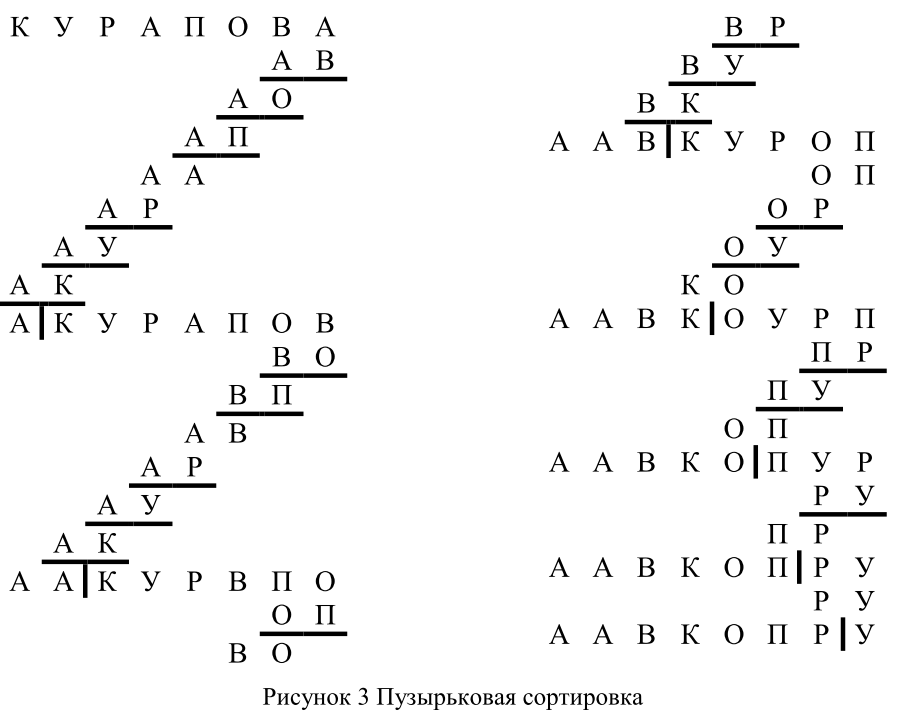 К У Р А П О В А
А В
А О
А П
А А
А Р
А У
А К
А К У Р А П О В
В О
В П
А В
А Р
А У
А К
А А К У Р В П О
О П
В О
В Р
В У
В К
А А В К У Р О П
О П
О Р
О У
К О
А А В К О У Р П
П Р
П У
О П
А А В К О П У Р
Р У
П Р
А А В К О П Р У
Р У
А А В К О П Р У
Рисунок 3 Пузырьковая сортировка